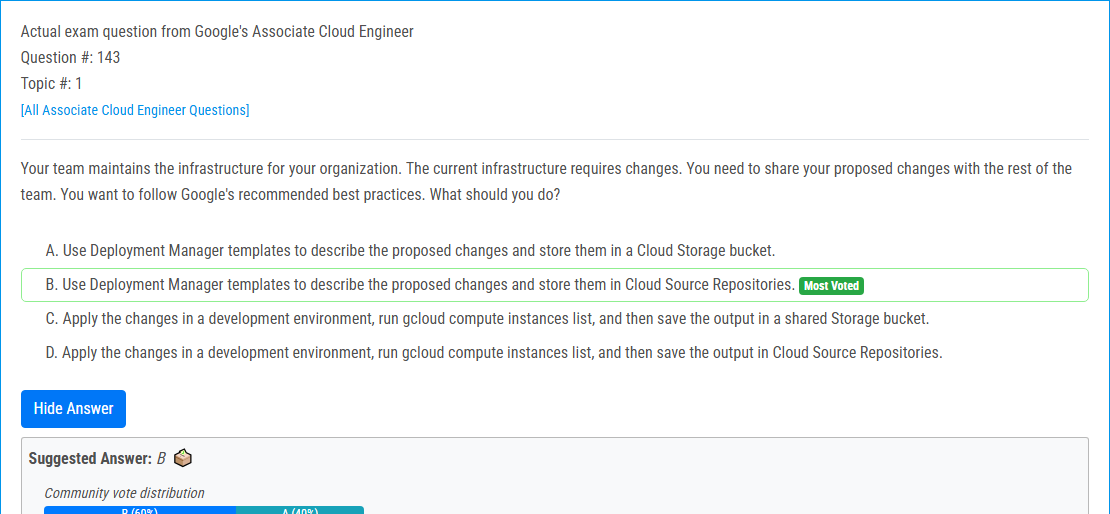 Actual exam question from Google's Associate Cloud Engineer
Question #: 143
Topic #: 1
[All Associate Cloud Engineer Questions]
Your team maintains the infrastructure for your organization. The current infrastructure requires changes. You need to share your proposed changes with the rest of the
team. You want to follow Google's recommended best practices. What should you do?
A. Use Deployment Manager templates to describe the proposed changes and store them in a Cloud Storage bucket.
B. Use Deployment Manager templates to describe the proposed changes and store them in Cloud Source Repositories. Most Voted
C. Apply the changes in a development environment, run gcloud compute instances list, and then save the output in a shared Storage bucket.
D. Apply the changes in a development environment, run gcloud compute instances list, and then save the output in Cloud Source Repositories.
Hide Answer
Suggested Answer: B
Community vote distribution
B (60%) A (40%)